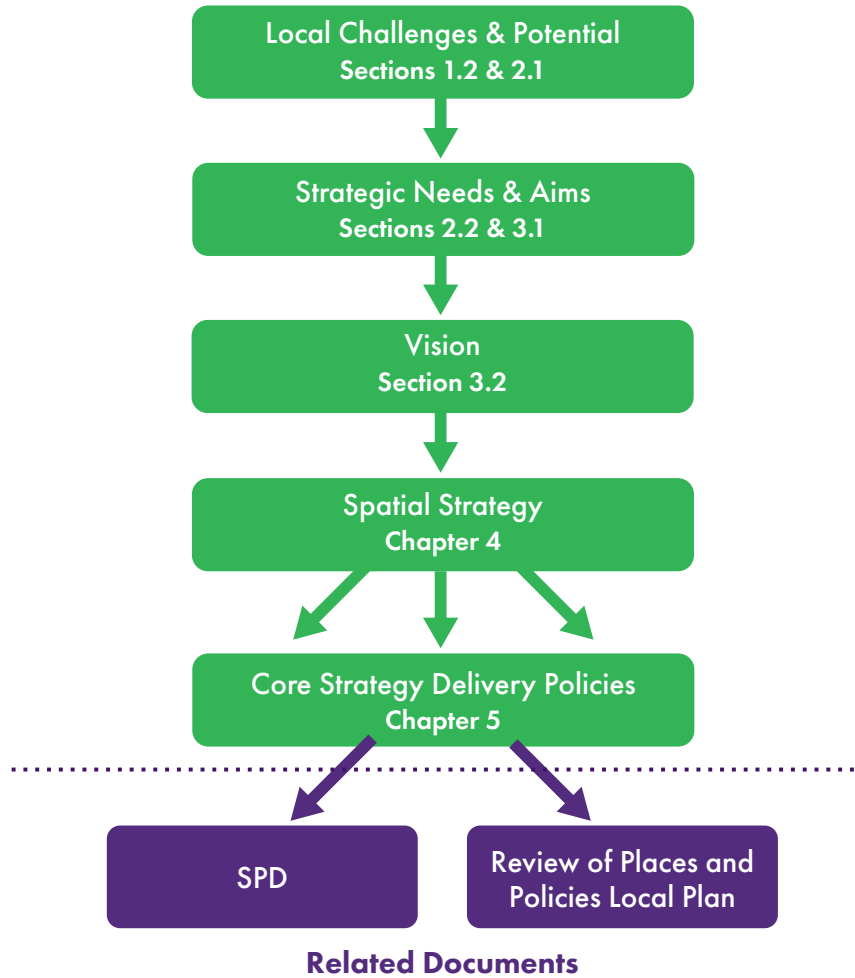 Local Challenges & Potential
Sections 1.2 & 2.1
Strategic Needs & Aims
Sections 2.2 & 3.1
Vision
Section 3.2
Spatial Strategy
Chapter 4
Core Strategy Delivery Policies
Chapter 5
SPD
Review of Places and
Policies Local Plan
Related Documents